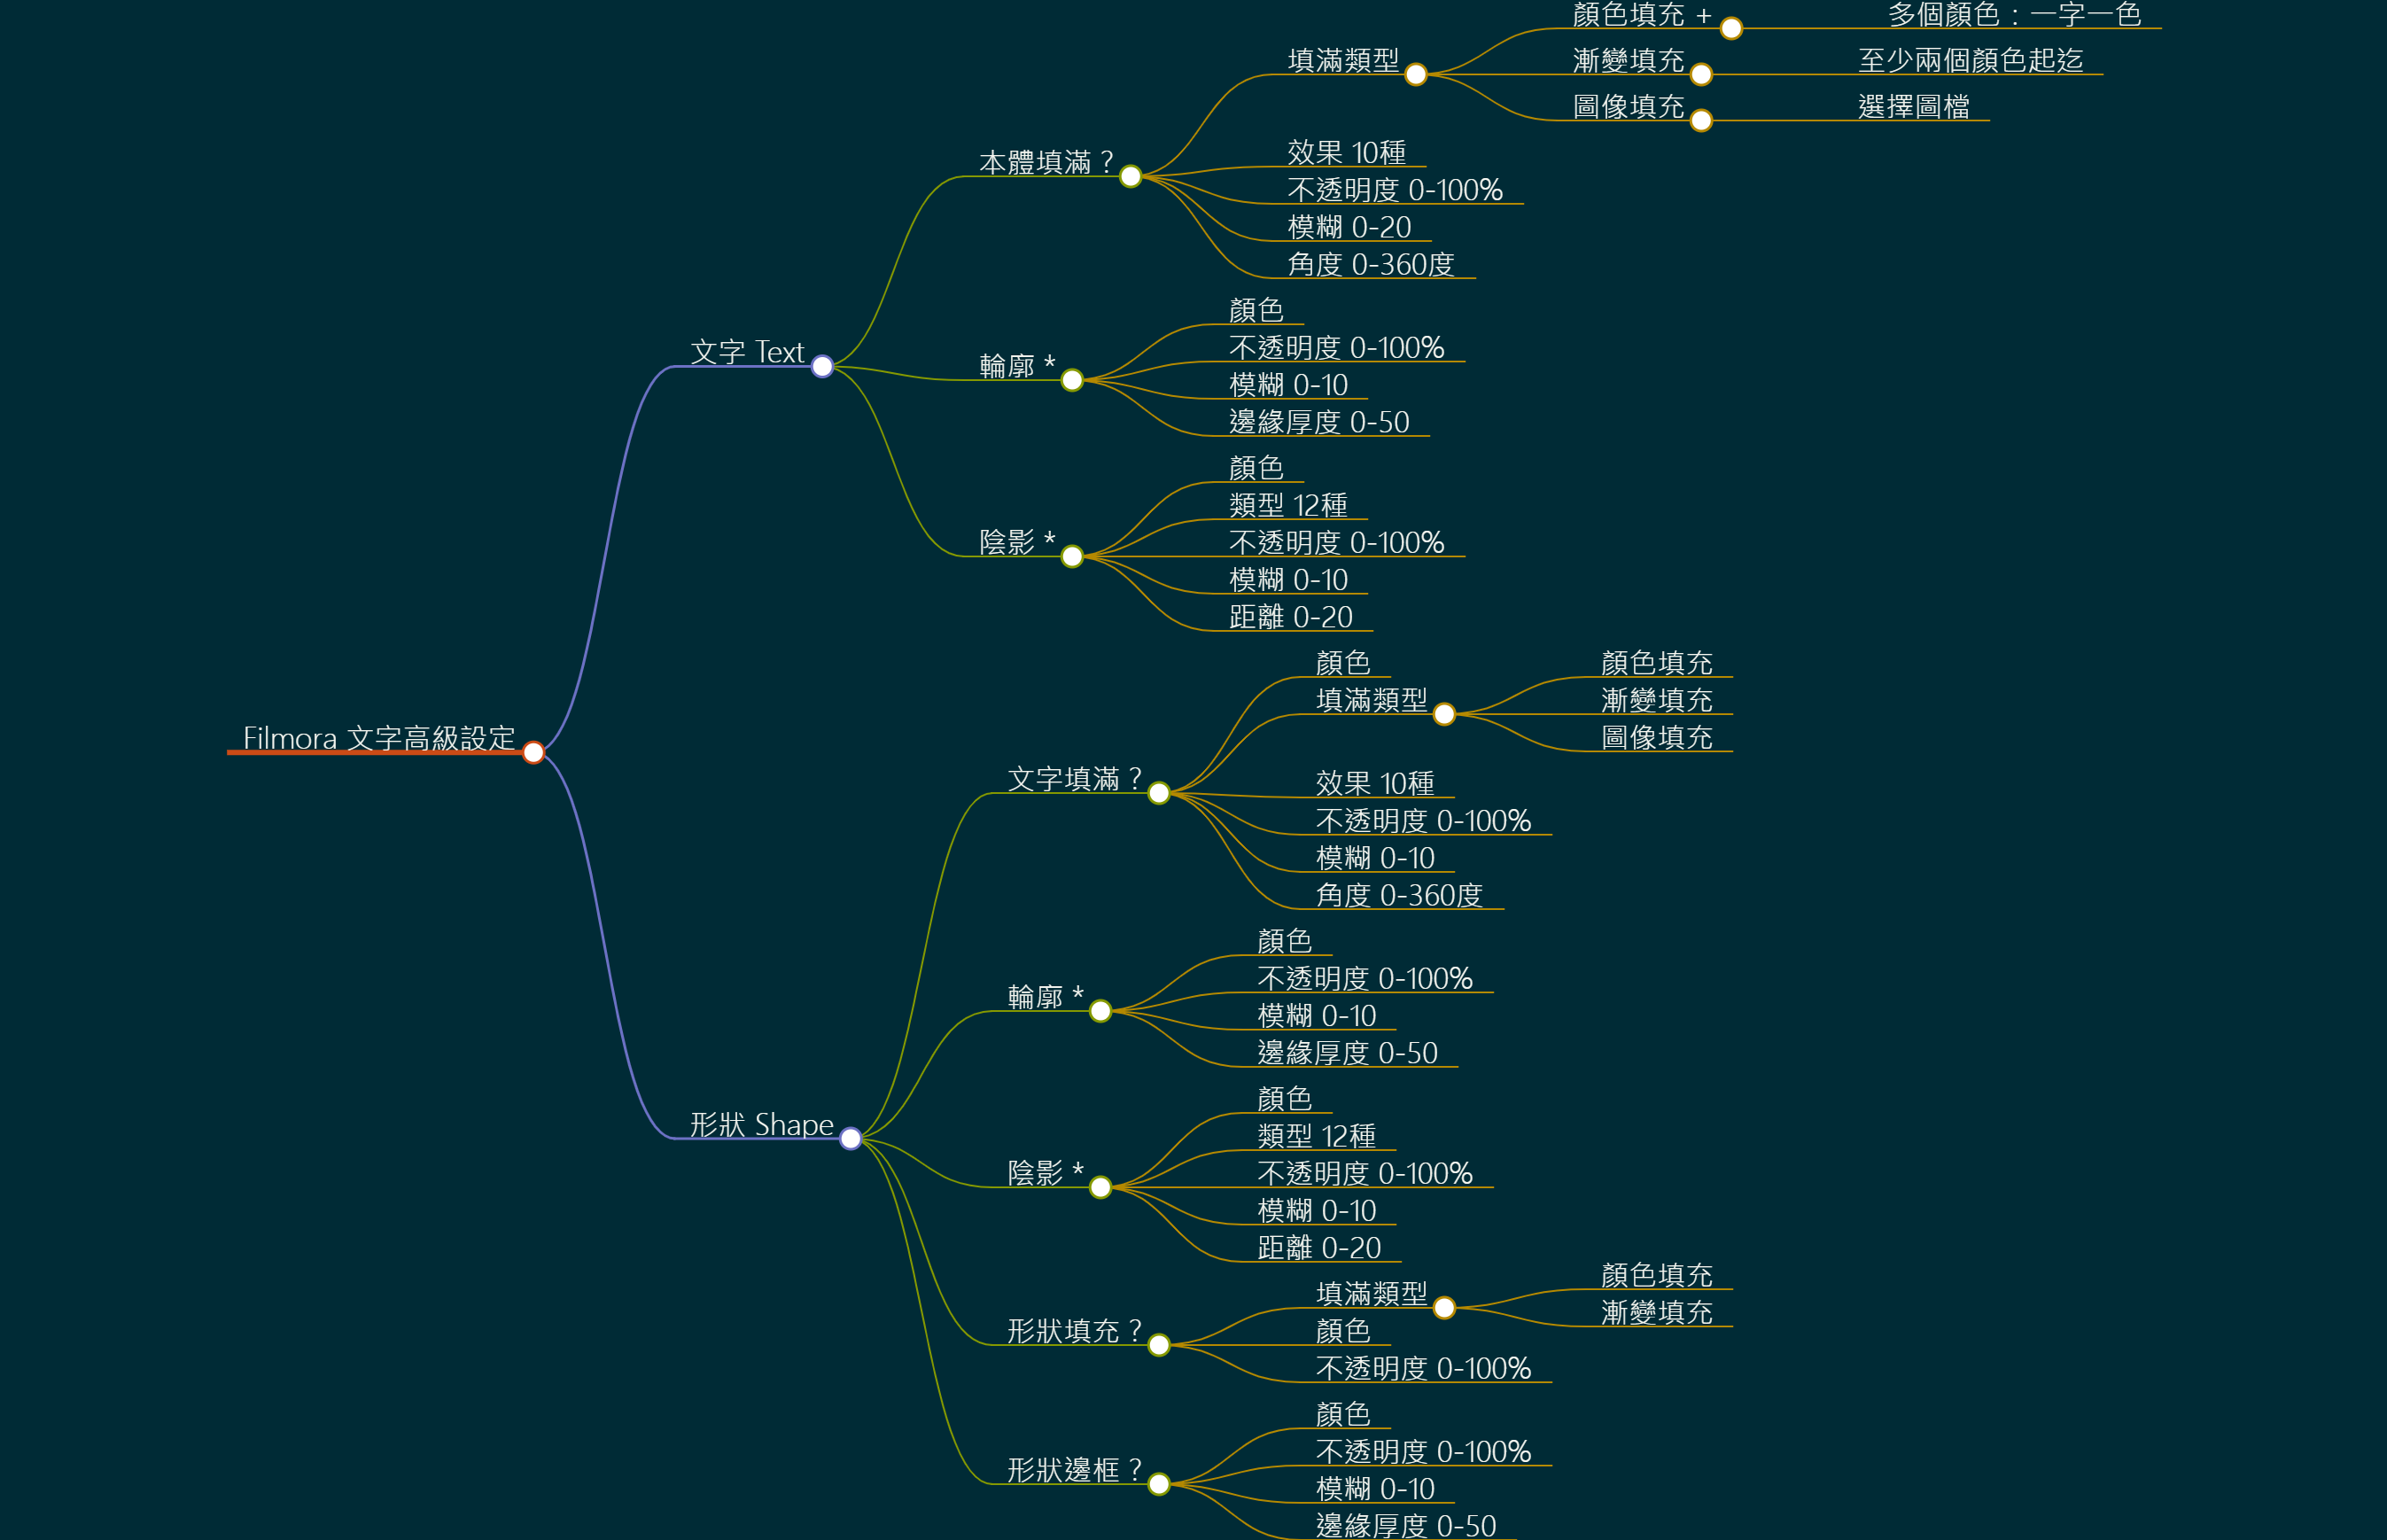 Filmora 文字高級設定
文字 Text
本體填滿？
填滿類型
顏色填充 +
多個顏色：一字一色
漸變填充
至少兩個顏色起迄
圖像填充
選擇圖檔
效果 10種
不透明度 0-100%
模糊 0-20
角度 0-360度
輪廓 *
顏色
不透明度 0-100%
模糊 0-10
邊緣厚度 0-50
陰影 *
顏色
類型 12種
不透明度 0-100%
模糊 0-10
距離 0-20
形狀 Shape
文字填滿？
顏色
填滿類型
顏色填充
漸變填充
圖像填充
效果 10種
不透明度 0-100%
模糊 0-10
角度 0-360度
輪廓 *
顏色
不透明度 0-100%
模糊 0-10
邊緣厚度 0-50
陰影 *
顏色
類型 12種
不透明度 0-100%
模糊 0-10
距離 0-20
形狀填充？
填滿類型
顏色填充
漸變填充
顏色
不透明度 0-100%
形狀邊框？
顏色
不透明度 0-100%
模糊 0-10
邊緣厚度 0-50